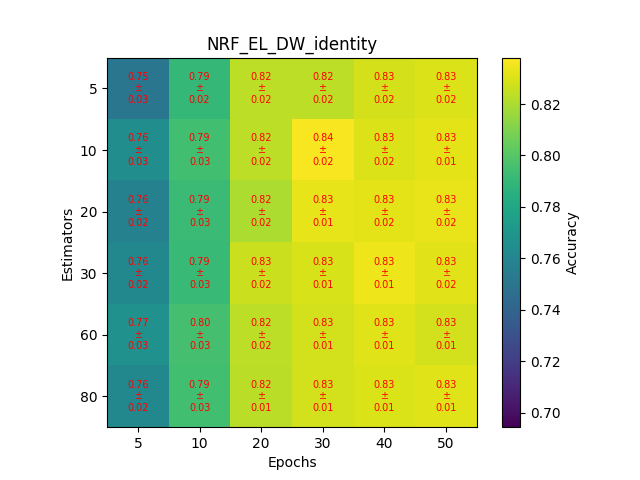 NRF_EL_DW_identity
5
0.75 0.79 0.82 0.82 0.83 0.83
± ± ± ± ± ±
0.03 0.02 0.02 0.02 0.02 0.02
10
0.76 0.79 0.82 0.84 0.83 0.83
± ± ± ± ± ±
0.03 0.03 0.02 0.02 0.02 0.01
20
0.76 0.79 0.82 0.83 0.83 0.83
± ± ± ± ± ±
0.02 0.03 0.02 0.01 0.02 0.02
30
0.76 0.79 0.83 0.83 0.83 0.83
± ± ± ± ± ±
0.02 0.03 0.02 0.01 0.01 0.02
60
0.77 0.80 0.82 0.83 0.83 0.83
± ± ± ± ± ±
0.03 0.03 0.02 0.01 0.01 0.01
80
0.76 0.79 0.82 0.83 0.83 0.83
± ± ± ± ± ±
0.02 0.03 0.01 0.01 0.01 0.01
5 10 20 30 40 50
Epochs
Estimators
0.82
0.80
0.78
0.76
0.74
0.72
0.70
Accuracy